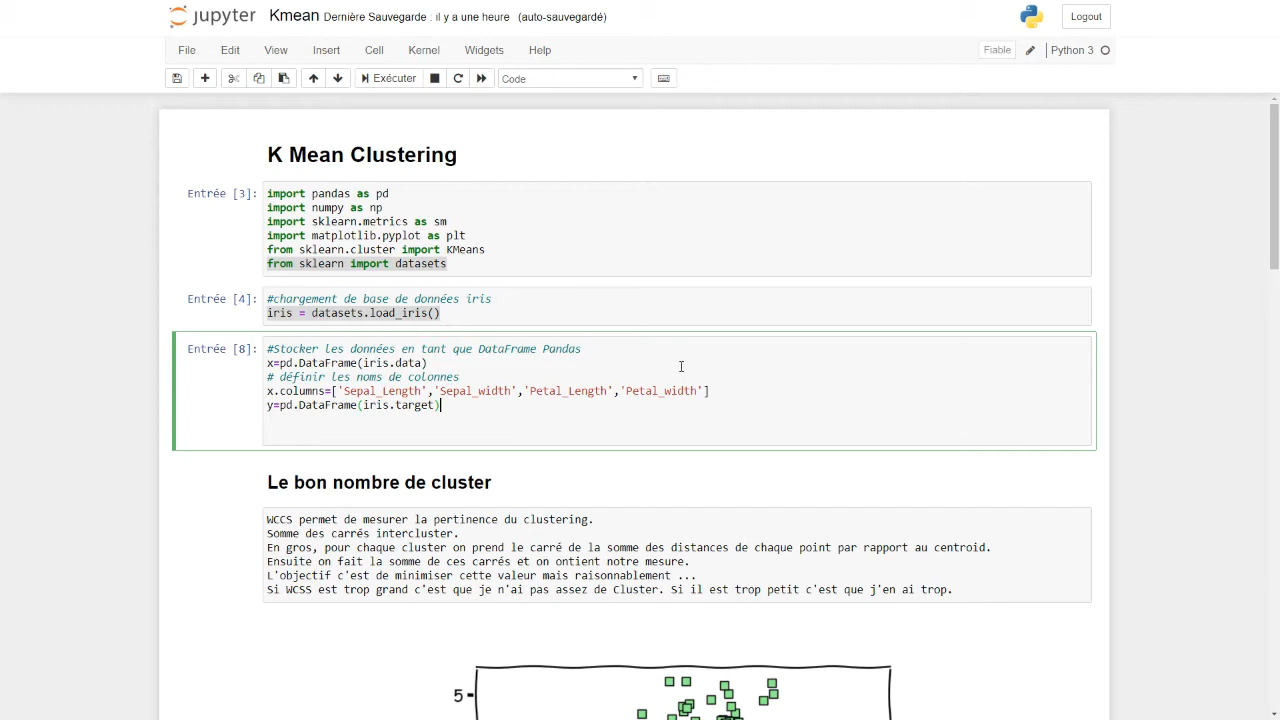 jupyter Kmean Dernière Sauvegarde : il y a une heure (auto-sauvegardé) Logout
File Edit View Insert Cell Kernel Widgets Help Fiable Python 3
Exécuter Code
K Mean Clustering
Entrée [3]: import pandas as pd
import numpy as np
import sklearn.metrics as sm
import matplotlib.pyplot as plt
from sklearn.cluster import KMeans
from sklearn import datasets
Entrée [4]: #chargement de base de données iris
iris = datasets.load_iris()
Entrée [8]: #Stocker les données en tant que DataFrame Pandas
x=pd.DataFrame(iris.data)
# définir les noms de colonnes
x.columns=['Sepal_Length','Sepal_width','Petal_Length','Petal_width']
y=pd.DataFrame(iris.target)
Le bon nombre de cluster
WCCS permet de mesurer la pertinence du clustering.
Somme des carrés intercluster.
En gros, pour chaque cluster on prend le carré de la somme des distances de chaque point par rapport au centroid.
Ensuite on fait la somme de ces carrés et on ontient notre mesure.
L'objectif c'est de minimiser cette valeur mais raisonnablement ...
Si WCSS est trop grand c'est que je n'ai pas assez de Cluster. Si il est trop petit c'est que j'en ai trop.
5